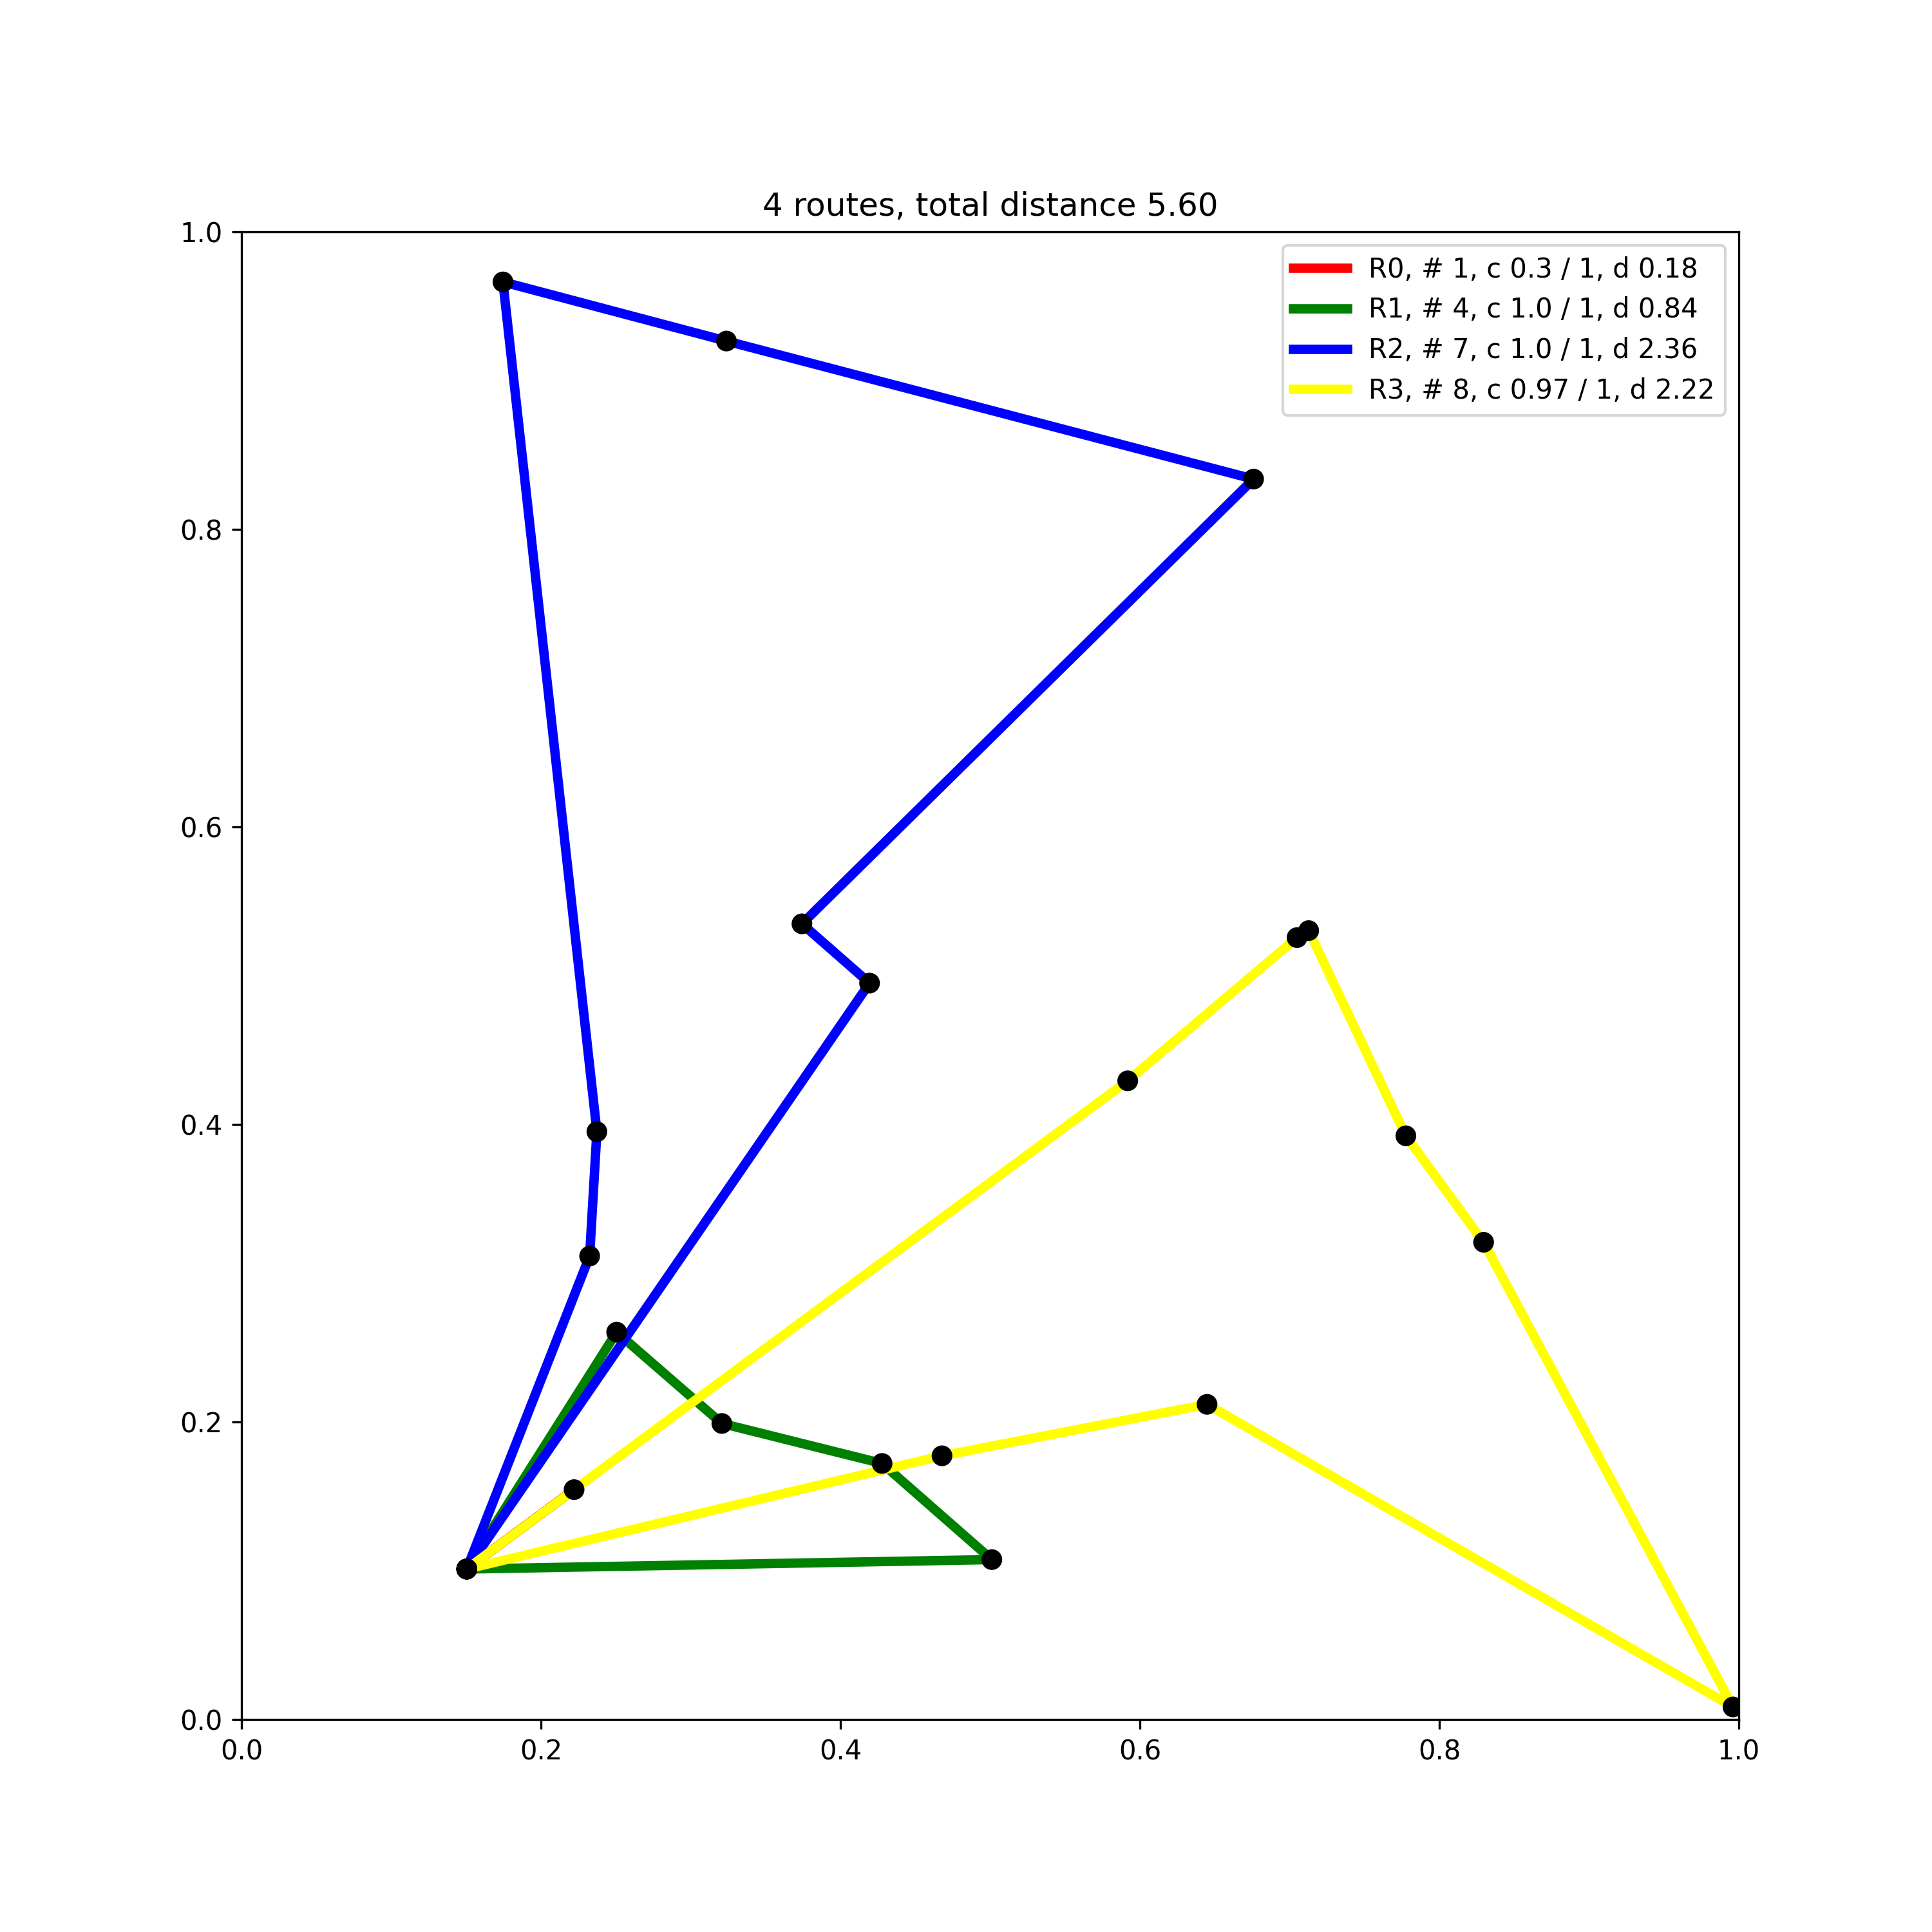 4 routes, total distance 5.60
1.0
R0, # 1, c 0.3 / 1, d 0.18
R1, # 4, c 1.0 / 1, d 0.84
R2, # 7, c 1.0 / 1, d 2.36
R3, # 8, c 0.97 / 1, d 2.22
0.8
0.6
0.4
0.2
0.0
0.0 0.2 0.4 0.6 0.8 1.0